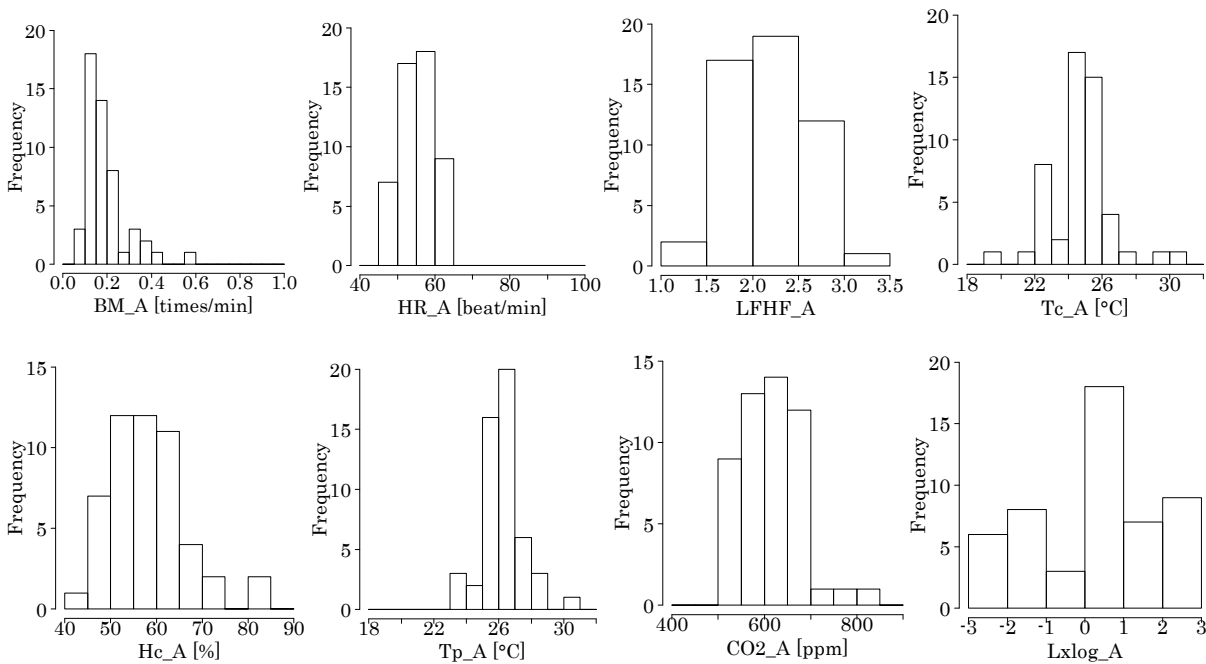 Frequency
20
15
10
5
0
0.0 0.2 0.4 0.6 0.8 1.0
BM_A [times/min]
Frequency
20
15
10
5
0
40 60 80 100
HR_A [beat/min]
Frequency
20
15
10
5
0
1.0 1.5 2.0 2.5 3.0 3.5
LFHF_A
Frequency
20
15
10
5
0
18 22 26 30
Tc_A [°C]
Frequency
15
10
5
0
40 50 60 70 80 90
Hc_A [%]
Frequency
20
15
10
5
0
18 22 26 30
Tp_A [°C]
Frequency
15
10
5
0
400 600 800
CO2_A [ppm]
Frequency
20
15
10
5
0
-3 -2 -1 0 1 2 3
Lxlog_A